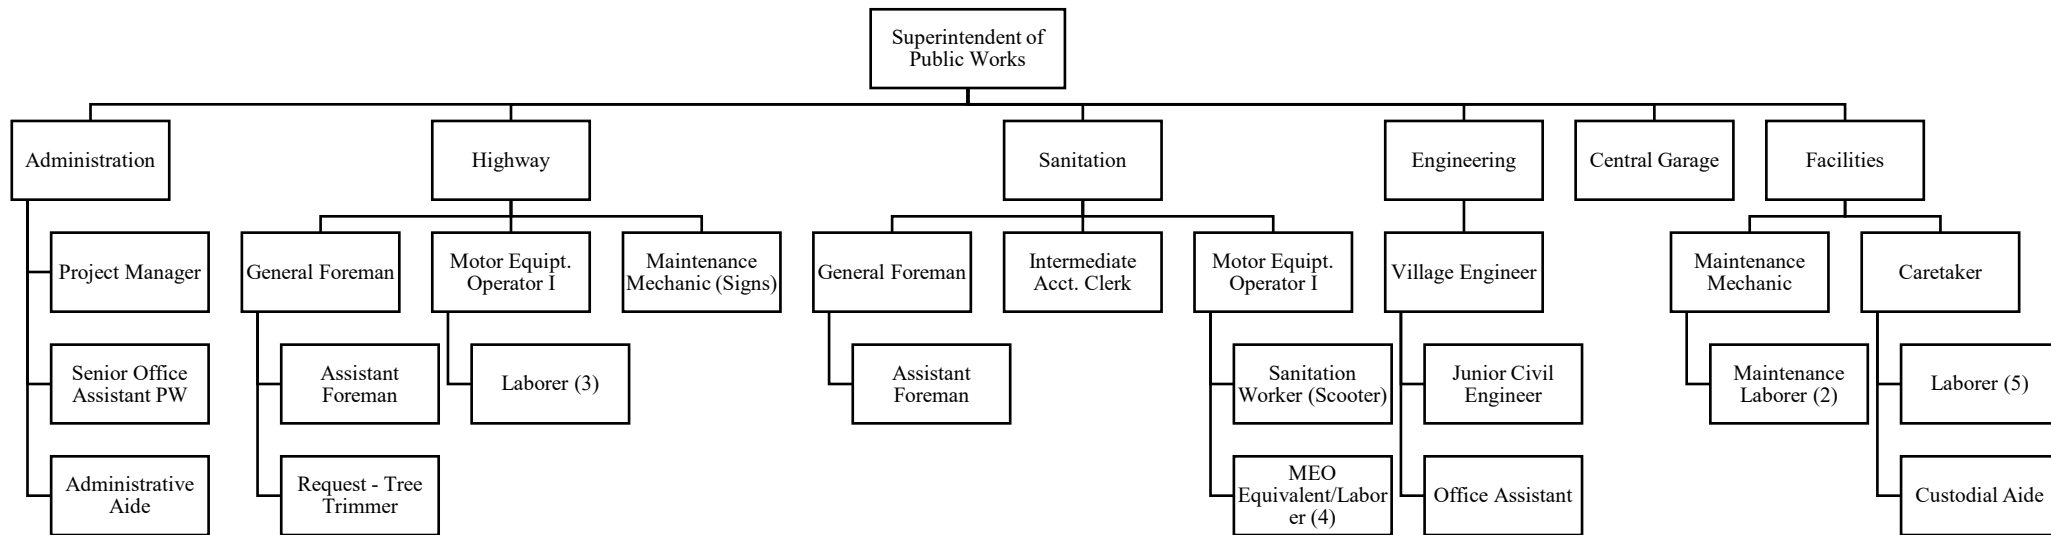 Superintendent of
Public Works
Administration
Highway
Sanitation
Engineering
Central Garage
Facilities
Project Manager
General Foreman
Motor Equipt.
Operator I
Maintenance
Mechanic (Signs)
General Foreman
Intermediate
Acct. Clerk
Motor Equipt.
Operator I
Village Engineer
Maintenance
Mechanic
Caretaker
Senior Office
Assistant PW
Assistant
Foreman
Laborer (3)
Assistant
Foreman
Sanitation
Worker (Scooter)
Junior Civil
Engineer
Maintenance
Laborer (2)
Laborer (5)
Administrative
Aide
Request - Tree
Trimmer
MEO
Equivalent/Labor
er (4)
Office Assistant
Custodial Aide